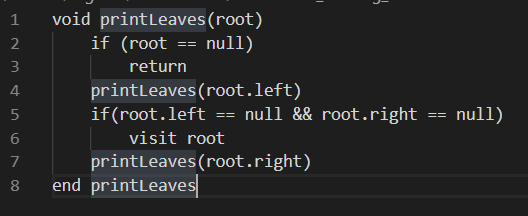 1 void printLeaves(root)
2 if (root == null)
3 return
4 printLeaves(root.left)
5 if(root.left == null && root.right == null)
6 visit root
7 printLeaves(root.right)
8 end printLeaves